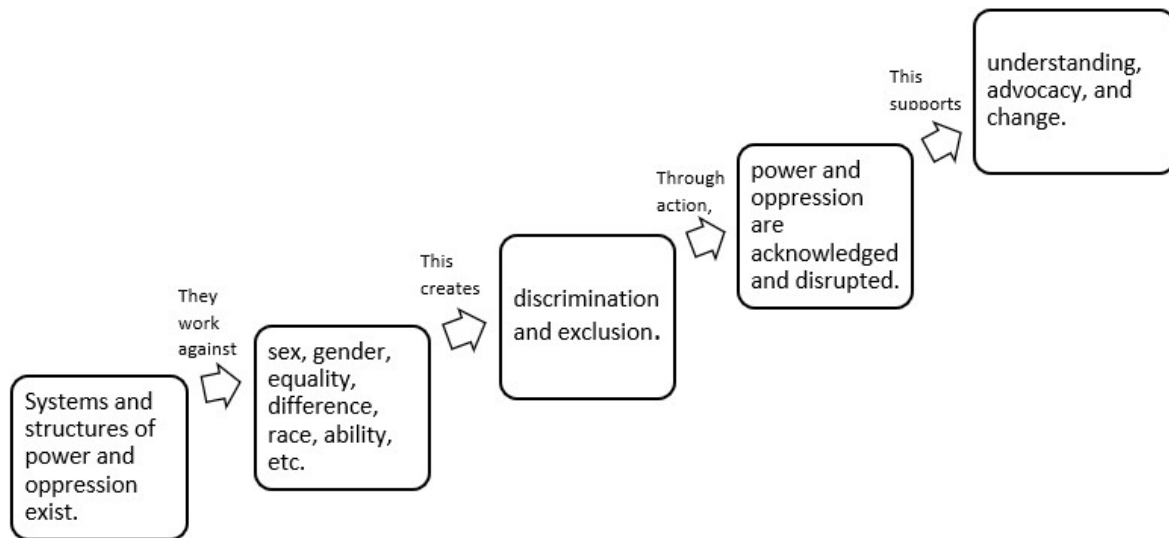 Systems and
structures of
power and
oppression
exist.
They
work
against
sex, gender,
equality,
difference,
race, ability,
etc.
This
creates
discrimination
and exclusion.
Through
action,
power and
oppression
are
acknowledged
and disrupted.
This
supports
understanding,
advocacy, and
change.